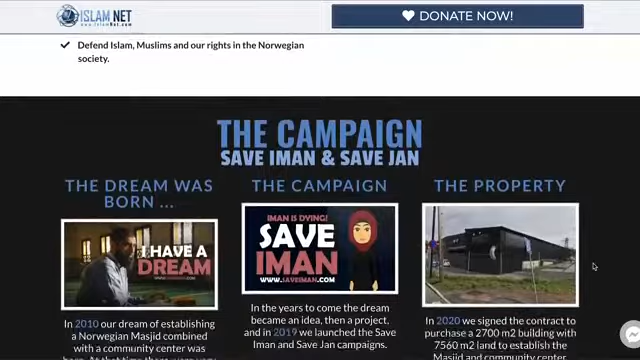 ISLAM NET
www.IslamNet.com
DONATE NOW!
Defend Islam, Muslims and our rights in the Norwegian
society.
THE CAMPAIGN
SAVE IMAN & SAVE JAN
THE DREAM WAS
BORN ...
I HAVE A
DREAM
In 2010 our dream of establishing
a Norwegian Masjid combined
with a community center was
THE CAMPAIGN
IMAN IS DYING!
SAVE
IMAN
WWW.SAVEIMAN.COM
In the years to come the dream
became an idea, then a project,
and in 2019 we launched the Save
Iman and Save Jan campaigns.
THE PROPERTY
In 2020 we signed the contract to
purchase a 2700 m2 building with
7560 m2 land to establish the
Masjid and community center